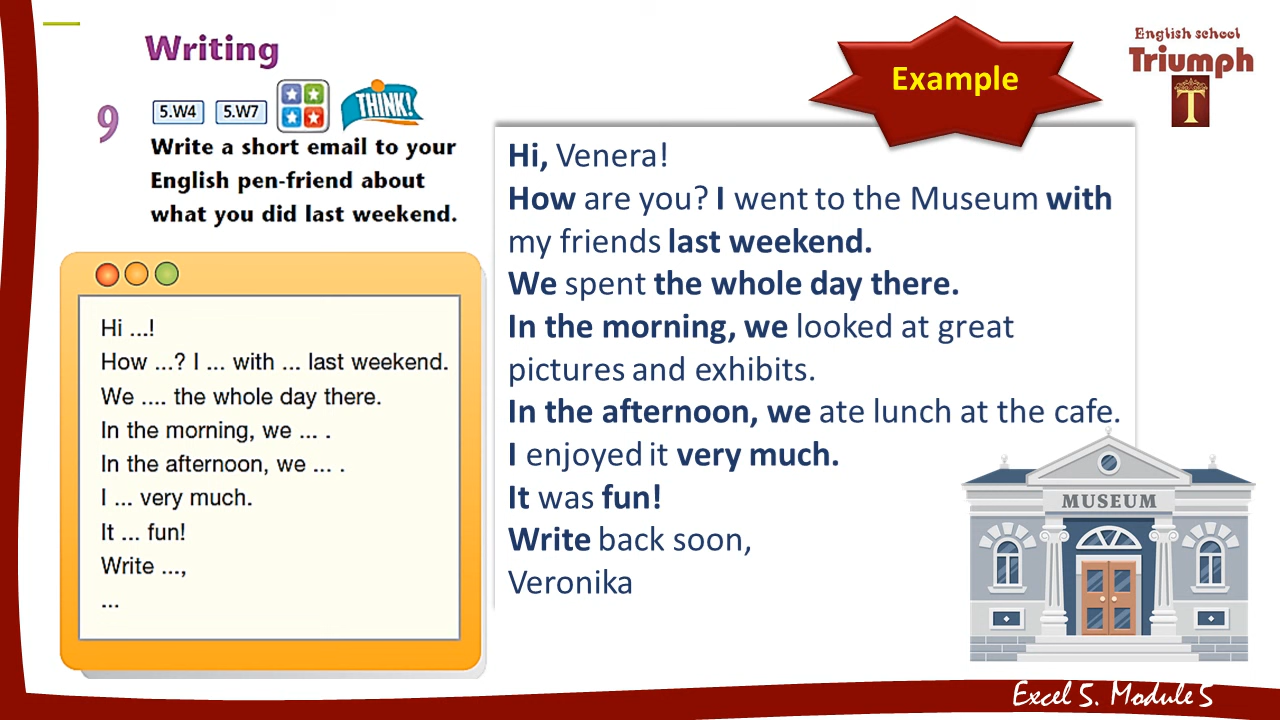 Writing
9
5.W4 5.W7 THINK!
Write a short email to your
English pen-friend about
what you did last weekend.
Hi ...!
How ...? I ... with ... last weekend.
We .... the whole day there.
In the morning, we ... .
In the afternoon, we ... .
I ... very much.
It ... fun!
Write ...,
...
Example
English school
Triumph
T
Hi, Venera!
How are you? I went to the Museum with
my friends last weekend.
We spent the whole day there.
In the morning, we looked at great
pictures and exhibits.
In the afternoon, we ate lunch at the cafe.
I enjoyed it very much.
It was fun!
Write back soon,
Veronika
MUSEUM
Excel 5. Module 5